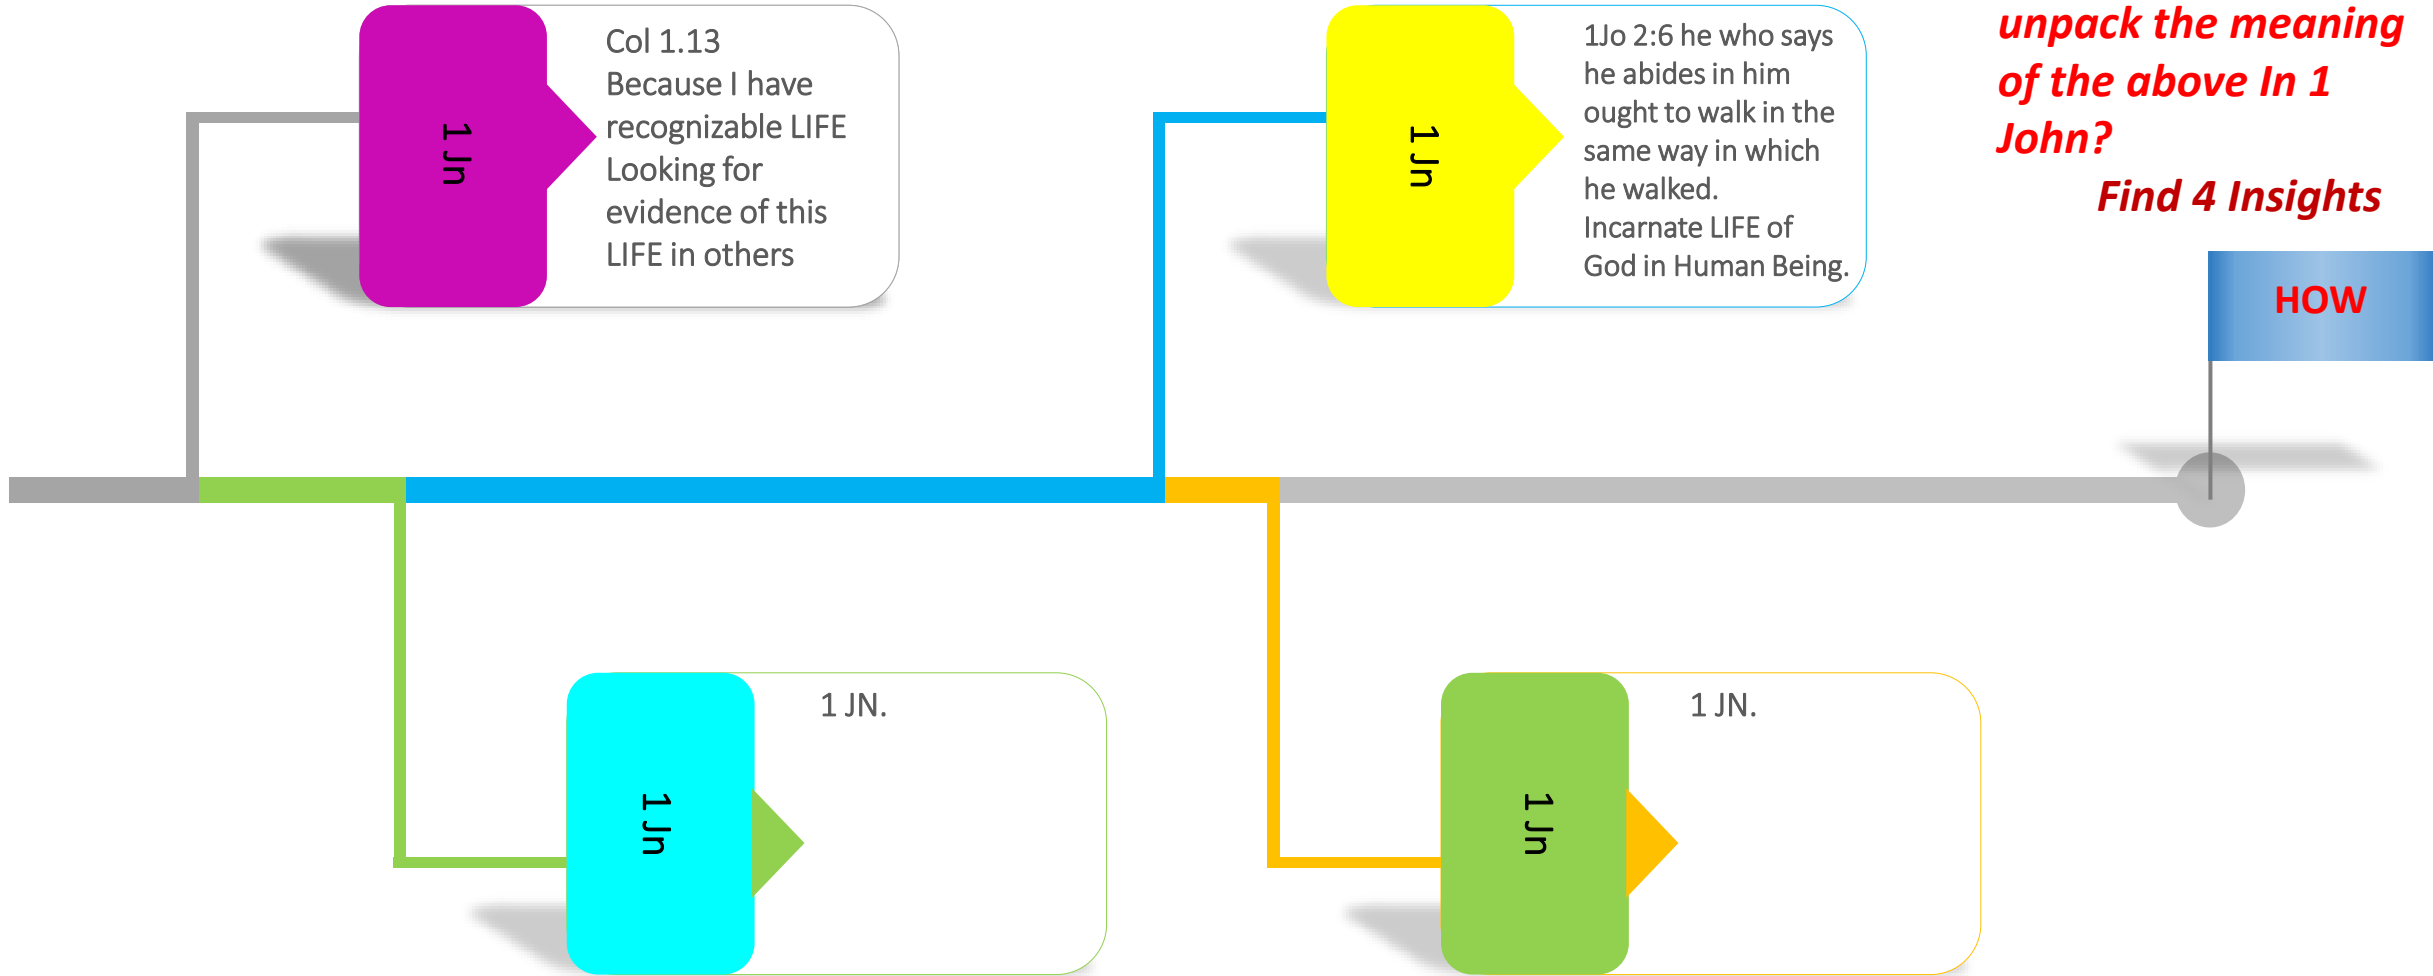 1 Jn
Col 1.13
Because I have
recognizable LIFE
Looking for
evidence of this
LIFE in others
1 Jn
1Jo 2:6 he who says
he abides in him
ought to walk in the
same way in which
he walked.
Incarnate LIFE of
God in Human Being.
unpack the meaning
of the above In 1
John?
Find 4 Insights
HOW
1 Jn
1 JN.
1 Jn
1 JN.